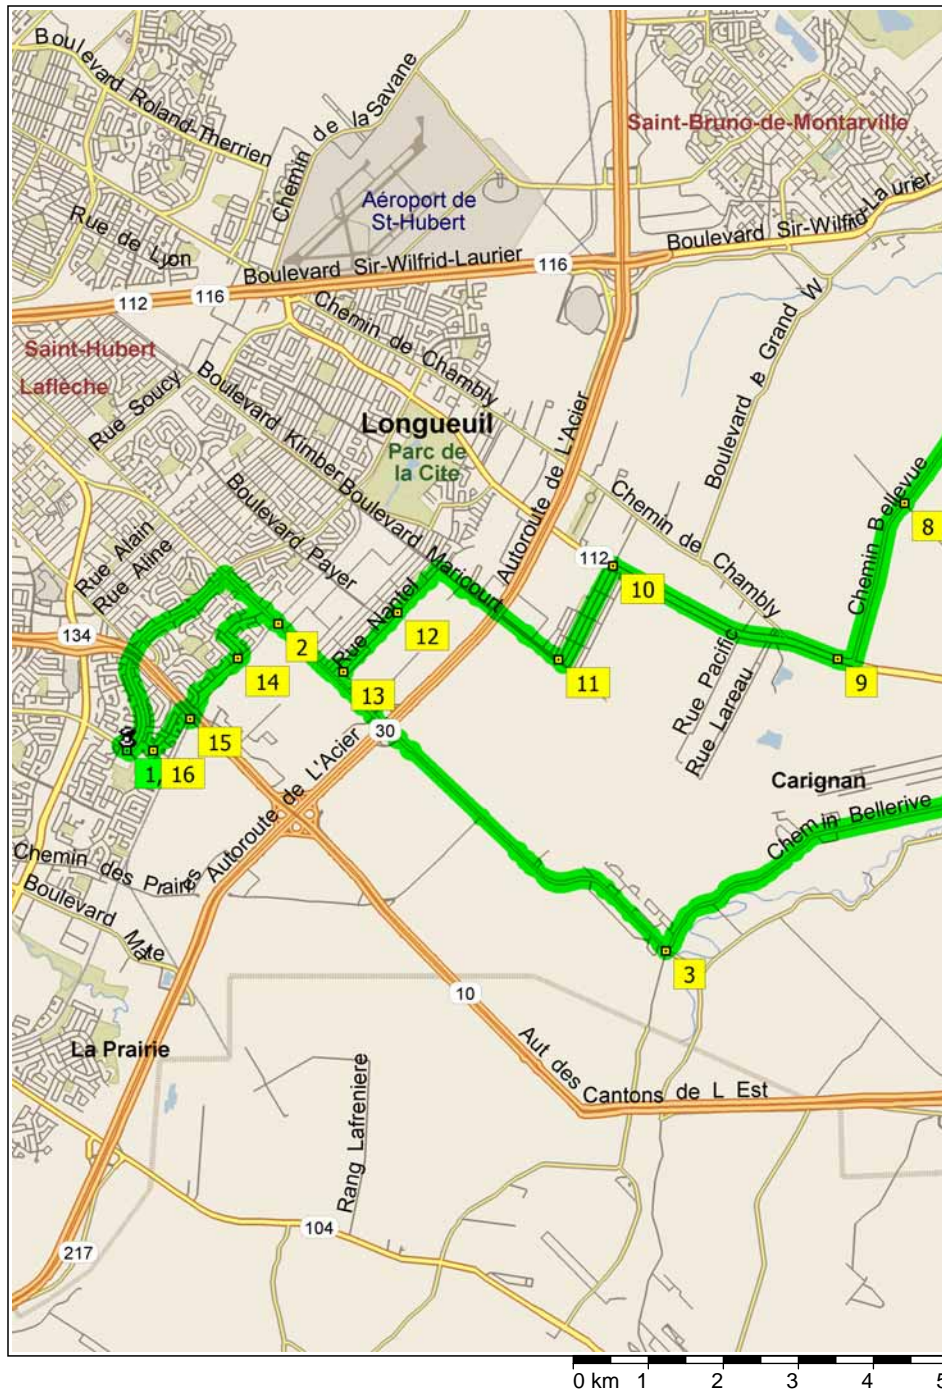 Boulevard Roland-Therrien
Chemin de la Savane
Saint-Bruno-de-Montarville
Aéroport de
St-Hubert
Rue de Lyon
Boulevard Sir-Wilfrid-Laurier
Boulevard Sir-Wilfrid-Laurier
116
112
116
Chemin de Chambly
Boulevard le Grand W
Saint-Hubert
Laflèche
Rue Soucy
Boulevard Kimber
Longueuil
Parc de
la Cite
Autoroute de L'Acier
Boulevard Payer
Boulevard Maricourt
Chemin de Chambly
Chemin Bellevue
8
Rue Alain
Rue Aline
112
10
Rue Nantel
12
134
2
14
13
11
9
Rue Pacific
Rue Lareau
15
30
1, 16
Autoroute de L'Acier
Carignan
Chemin Bellerive
Chemin des Prairies
Boulevard Matte
3
10
La Prairie
Aut des
Cantons de L Est
Rang Lafreniere
104
217
0 km 1 2 3 4 5